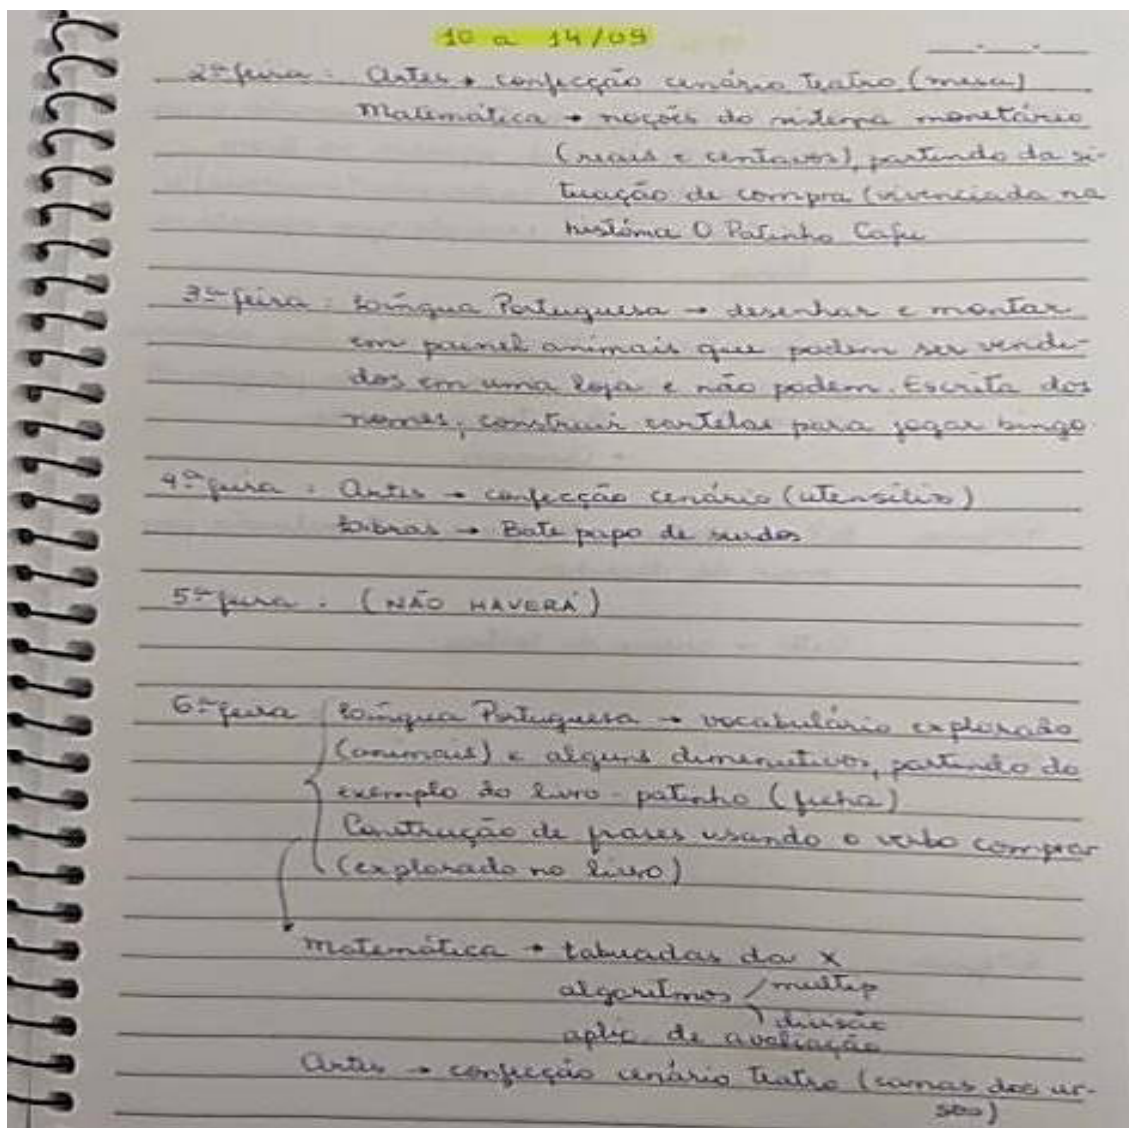 10 a 14/09
2ª feira: Artes → confecção cenário teatro (mesa)
Matemática → noções do sistema monetário
(reais e centavos), partindo da si-
tuação de compra (vivenciada na
história O Patinho Cafu
3ª feira: Língua Portuguesa → desenhar e montar
em painel animais que podem ser vendi-
dos em uma loja e não podem. Escrita dos
nomes, construir cartelas para jogar bingo
4ª feira: Artes → confecção cenário (utensílios)
Libras → Bate papo de surdos
5ª feira. (NÃO HAVERÁ)
6ª feira Língua Portuguesa → vocabulário explorado
(animais) e alguns diminutivos, partindo do
exemplo do livro - patinho (ficha)
Construção de frases usando o verbo comprar
(explorado no livro)
Matemática → tabuadas da x
algoritmos multip
divisão
aplic. de avaliação
Artes → confecção cenário teatro (camas dos ur-
sos)